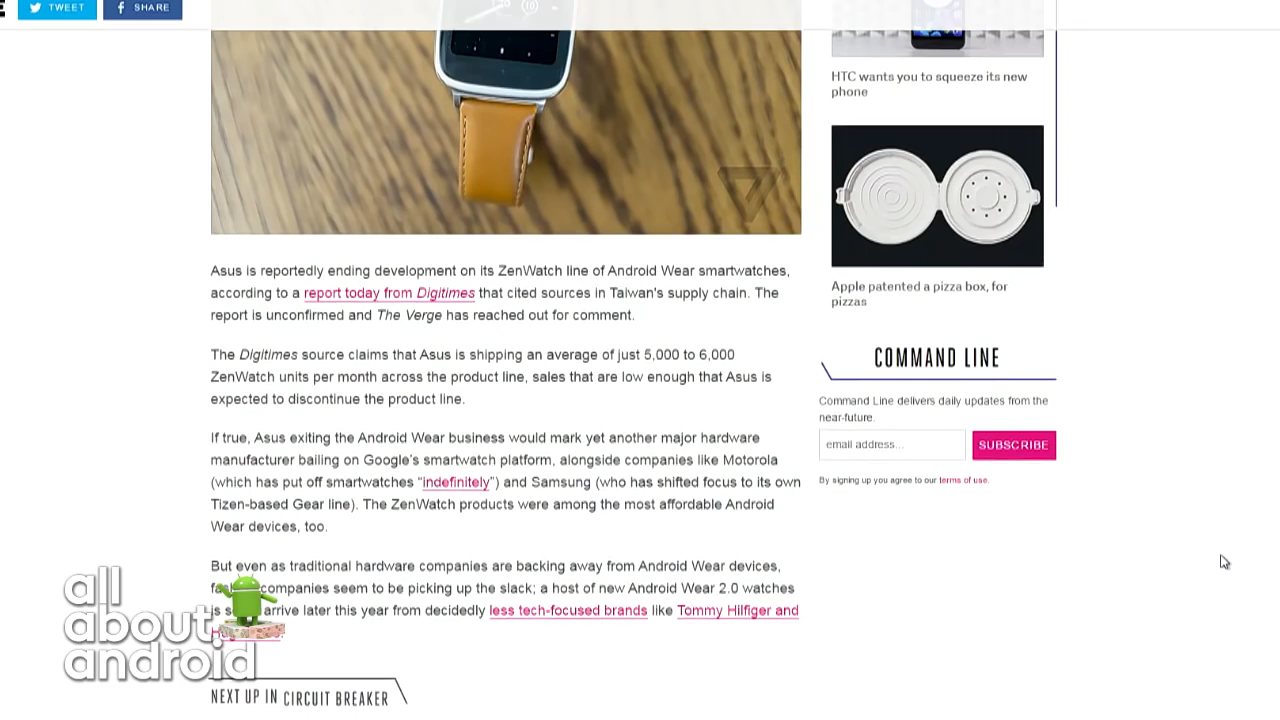 TWEET
SHARE
HTC wants you to squeeze its new
phone
Apple patented a pizza box, for
pizzas
COMMAND LINE
Command Line delivers daily updates from the
near-future.
email address...
SUBSCRIBE
By signing up you agree to our terms of use.
Asus is reportedly ending development on its ZenWatch line of Android Wear smartwatches,
according to a report today from Digitimes that cited sources in Taiwan's supply chain. The
report is unconfirmed and The Verge has reached out for comment.
The Digitimes source claims that Asus is shipping an average of just 5,000 to 6,000
ZenWatch units per month across the product line, sales that are low enough that Asus is
expected to discontinue the product line.
If true, Asus exiting the Android Wear business would mark yet another major hardware
manufacturer bailing on Google's smartwatch platform, alongside companies like Motorola
(which has put off smartwatches “indefinitely”) and Samsung (who has shifted focus to its own
Tizen-based Gear line). The ZenWatch products were among the most affordable Android
Wear devices, too.
But even as traditional hardware companies are backing away from Android Wear devices,
companies seem to be picking up the slack; a host of new Android Wear 2.0 watches
is arrive later this year from decidedly less tech-focused brands like Tommy Hilfiger and
all
about
android
NEXT UP IN CIRCUIT BREAKER